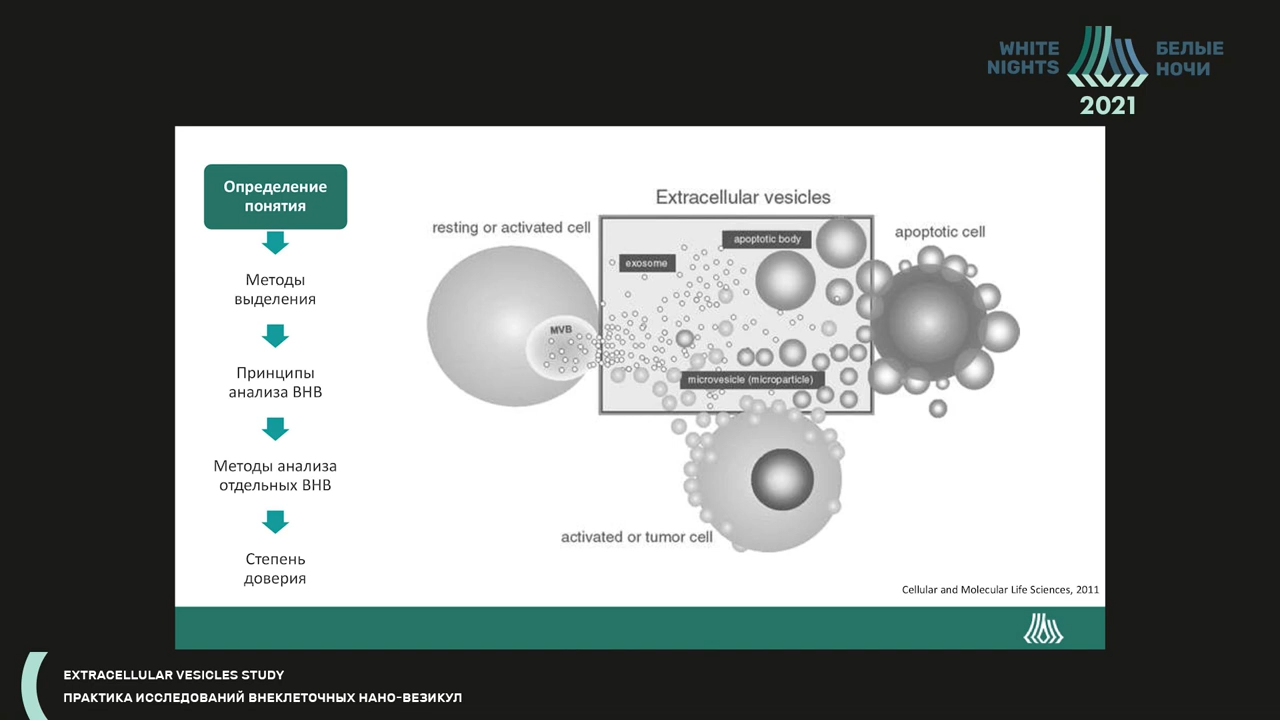 WHITE
NIGHTS
БЕЛЫЕ
НОЧИ
2021
Определение
понятия
Методы
выделения
Принципы
анализа ВНВ
Методы анализа
отдельных ВНВ
Степень
доверия
Extracellular vesicles
resting or activated cell
apoptotic cell
apoptotic body
exosome
MVB
microvesicle (microparticle)
activated or tumor cell
Cellular and Molecular Life Sciences, 2011
EXTRACELLULAR VESICLES STUDY
ПРАКТИКА ИССЛЕДОВАНИЙ ВНЕКЛЕТОЧНЫХ НАНО-ВЕЗИКУЛ